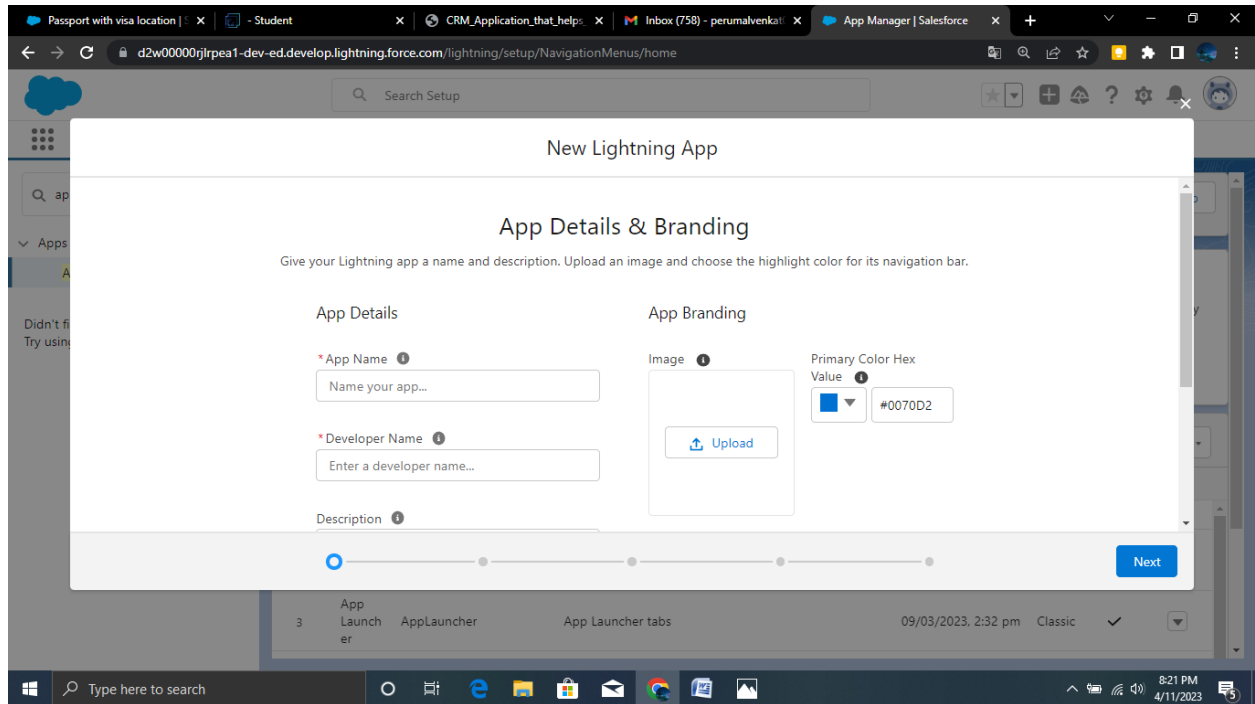 Passport with visa location | S
- Student
CRM_Application_that_helps_
Inbox (758) - perumalvenkat
App Manager | Salesforce
d2w00000rjlrpea1-dev-ed.develop.lightning.force.com/lightning/setup/NavigationMenus/home
Search Setup
New Lightning App
ap
Apps
A
Didn't fi
Try using
App Details & Branding
Give your Lightning app a name and description. Upload an image and choose the highlight color for its navigation bar.
App Details
App Branding
*App Name
Name your app...
*Developer Name
Enter a developer name...
Description
Image
Upload
Primary Color Hex
Value
#0070D2
Next
3
App
Launch
er
AppLauncher
App Launcher tabs
09/03/2023, 2:32 pm
Classic
Type here to search
8:21 PM
4/11/2023
5